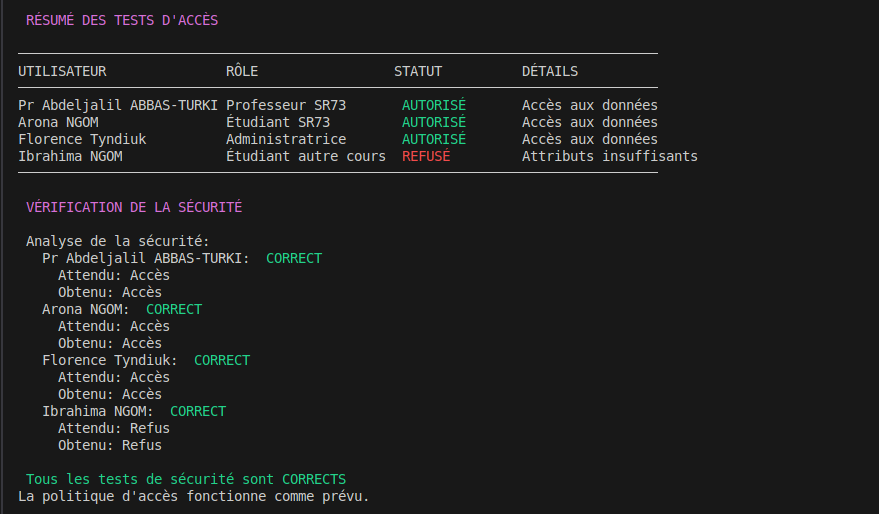 RÉSUMÉ DES TESTS D'ACCÈS
UTILISATEUR RÔLE STATUT DÉTAILS
Pr Abdeljalil ABBAS-TURKI Professeur SR73 AUTORISÉ Accès aux données
Arona NGOM Étudiant SR73 AUTORISÉ Accès aux données
Florence Tyndiuk Administratrice AUTORISÉ Accès aux données
Ibrahima NGOM Étudiant autre cours REFUSÉ Attributs insuffisants
VÉRIFICATION DE LA SÉCURITÉ
Analyse de la sécurité:
Pr Abdeljalil ABBAS-TURKI: CORRECT
Attendu: Accès
Obtenu: Accès
Arona NGOM: CORRECT
Attendu: Accès
Obtenu: Accès
Florence Tyndiuk: CORRECT
Attendu: Accès
Obtenu: Accès
Ibrahima NGOM: CORRECT
Attendu: Refus
Obtenu: Refus
Tous les tests de sécurité sont CORRECTS
La politique d'accès fonctionne comme prévu.